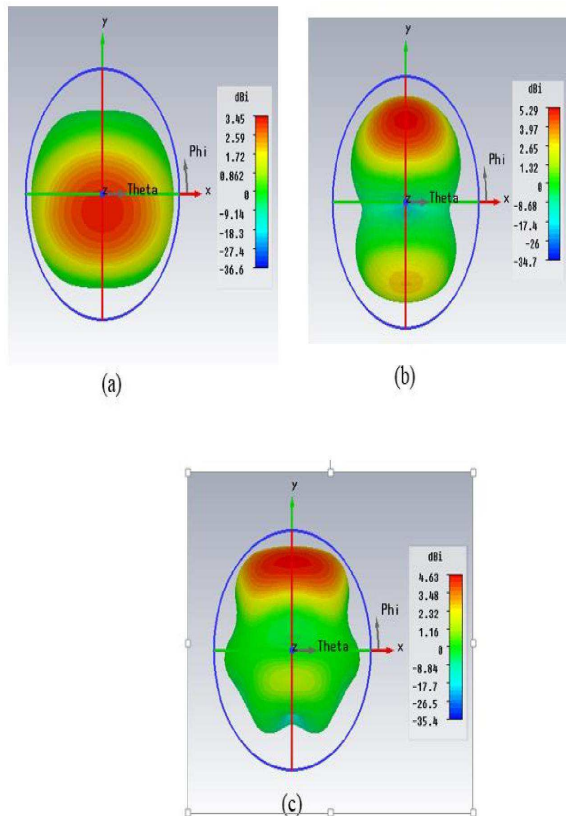 y
dBi
3.45
2.59
1.72
0.862
0
-9.14
-18.3
-27.4
-36.6
Phi
z
Theta
x
(a)
y
dBi
5.29
3.97
2.65
1.32
0
-8.68
-17.4
-26
-34.7
Phi
z
Theta
x
(b)
y
dBi
4.63
3.48
2.32
1.16
0
-8.84
-17.7
-26.5
-35.4
Phi
z
Theta
x
(c)